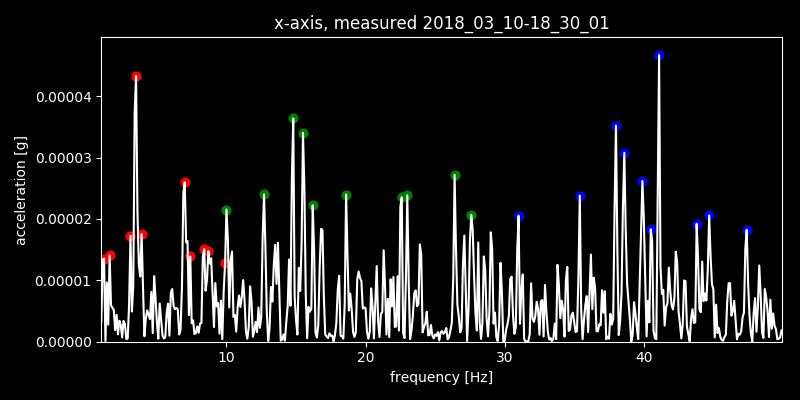 x-axis, measured 2018_03_10-18_30_01
acceleration [g]
0.00004
0.00003
0.00002
0.00001
0.00000
10 20 30 40
frequency [Hz]